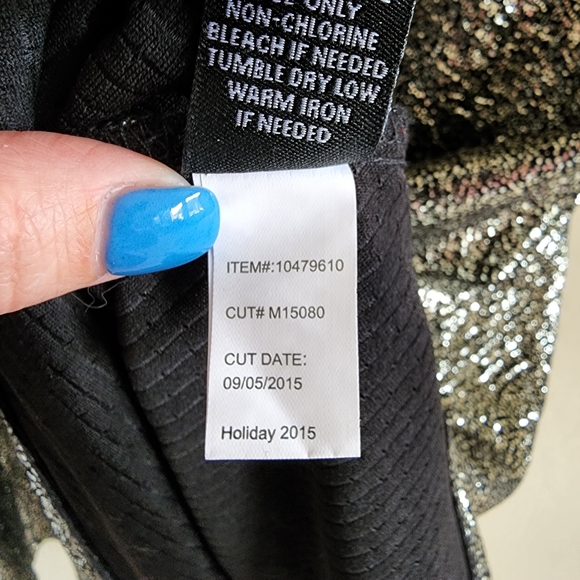 ONLY
NON-CHLORINE
BLEACH IF NEEDED
TUMBLE DRY LOW
WARM IRON
IF NEEDED
ITEM#:10479610
CUT# M15080
CUT DATE:
09/05/2015
Holiday 2015